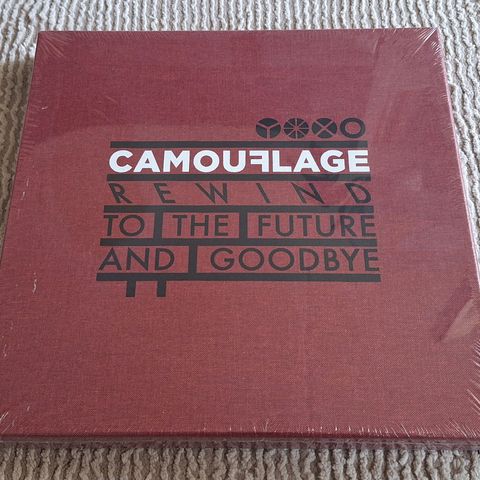 CAMOUFLAGE
REWIND
TO THE FUTURE
AND GOODBYE